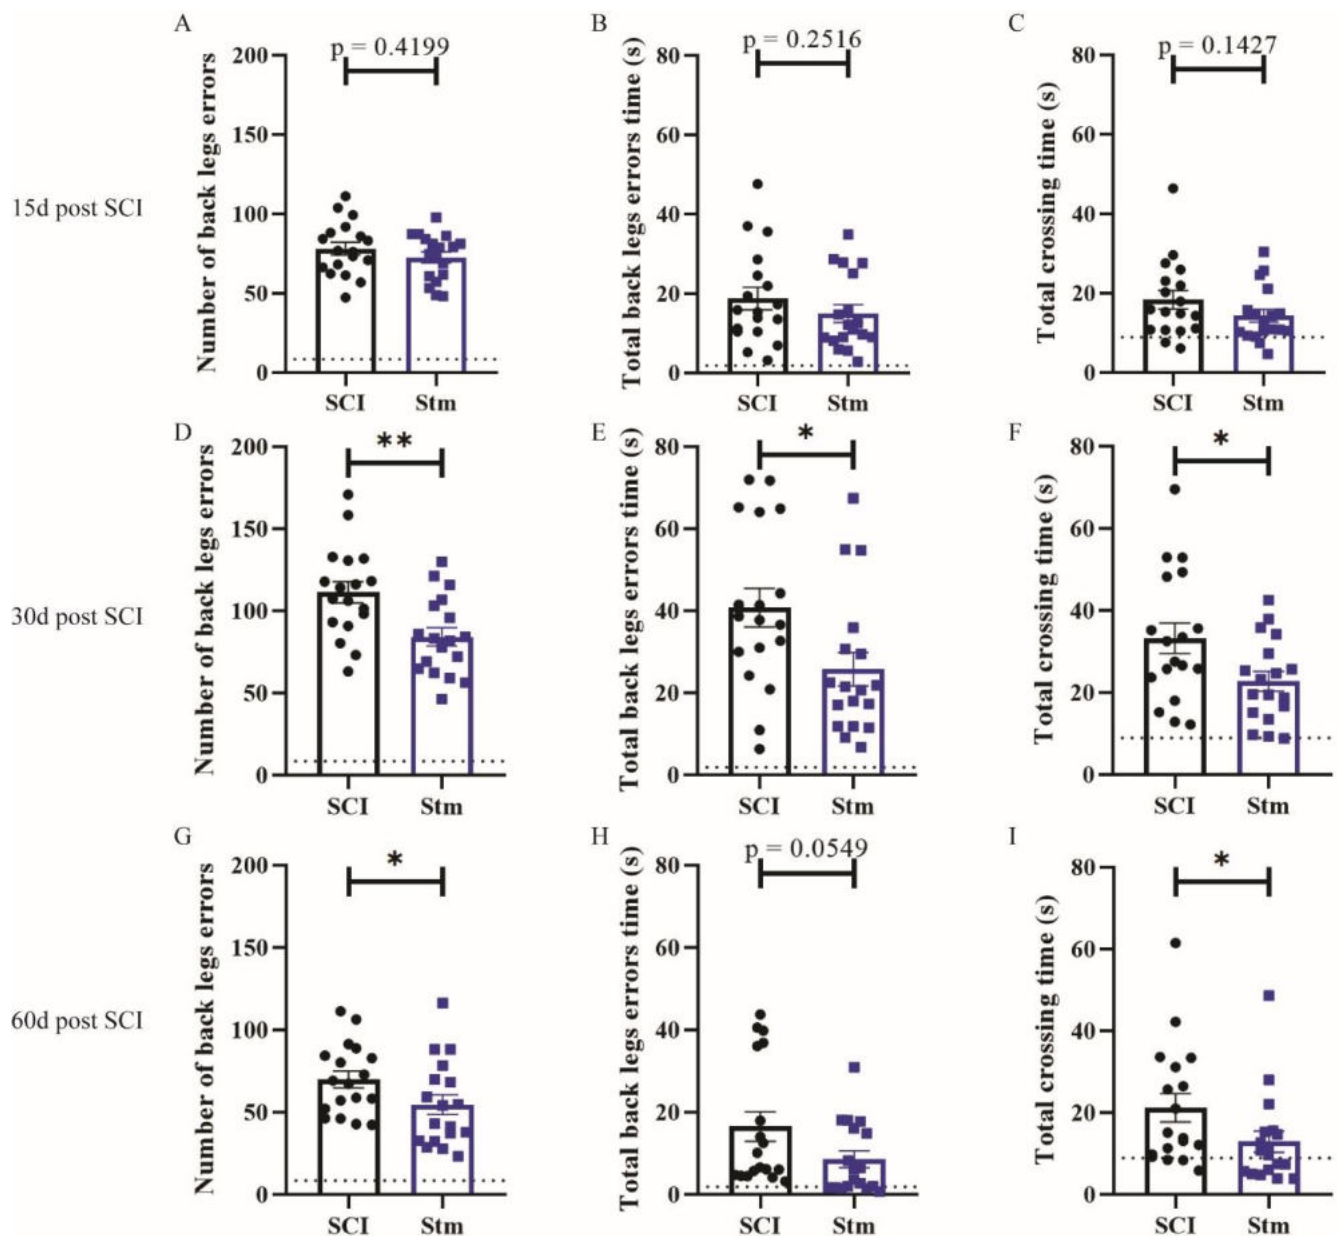 A
p = 0.4199
Number of back legs errors
200
150
100
50
0
SCI Stm
B
p = 0.2516
Total back legs errors time (s)
80
60
40
20
0
SCI Stm
C
p = 0.1427
Total crossing time (s)
80
60
40
20
0
SCI Stm
15d post SCI
D
**
Number of back legs errors
200
150
100
50
0
SCI Stm
E
*
Total back legs errors time (s)
80
60
40
20
0
SCI Stm
F
*
Total crossing time (s)
80
60
40
20
0
SCI Stm
30d post SCI
G
*
Number of back legs errors
200
150
100
50
0
SCI Stm
H
p = 0.0549
Total back legs errors time (s)
80
60
40
20
0
SCI Stm
I
*
Total crossing time (s)
80
60
40
20
0
SCI Stm
60d post SCI